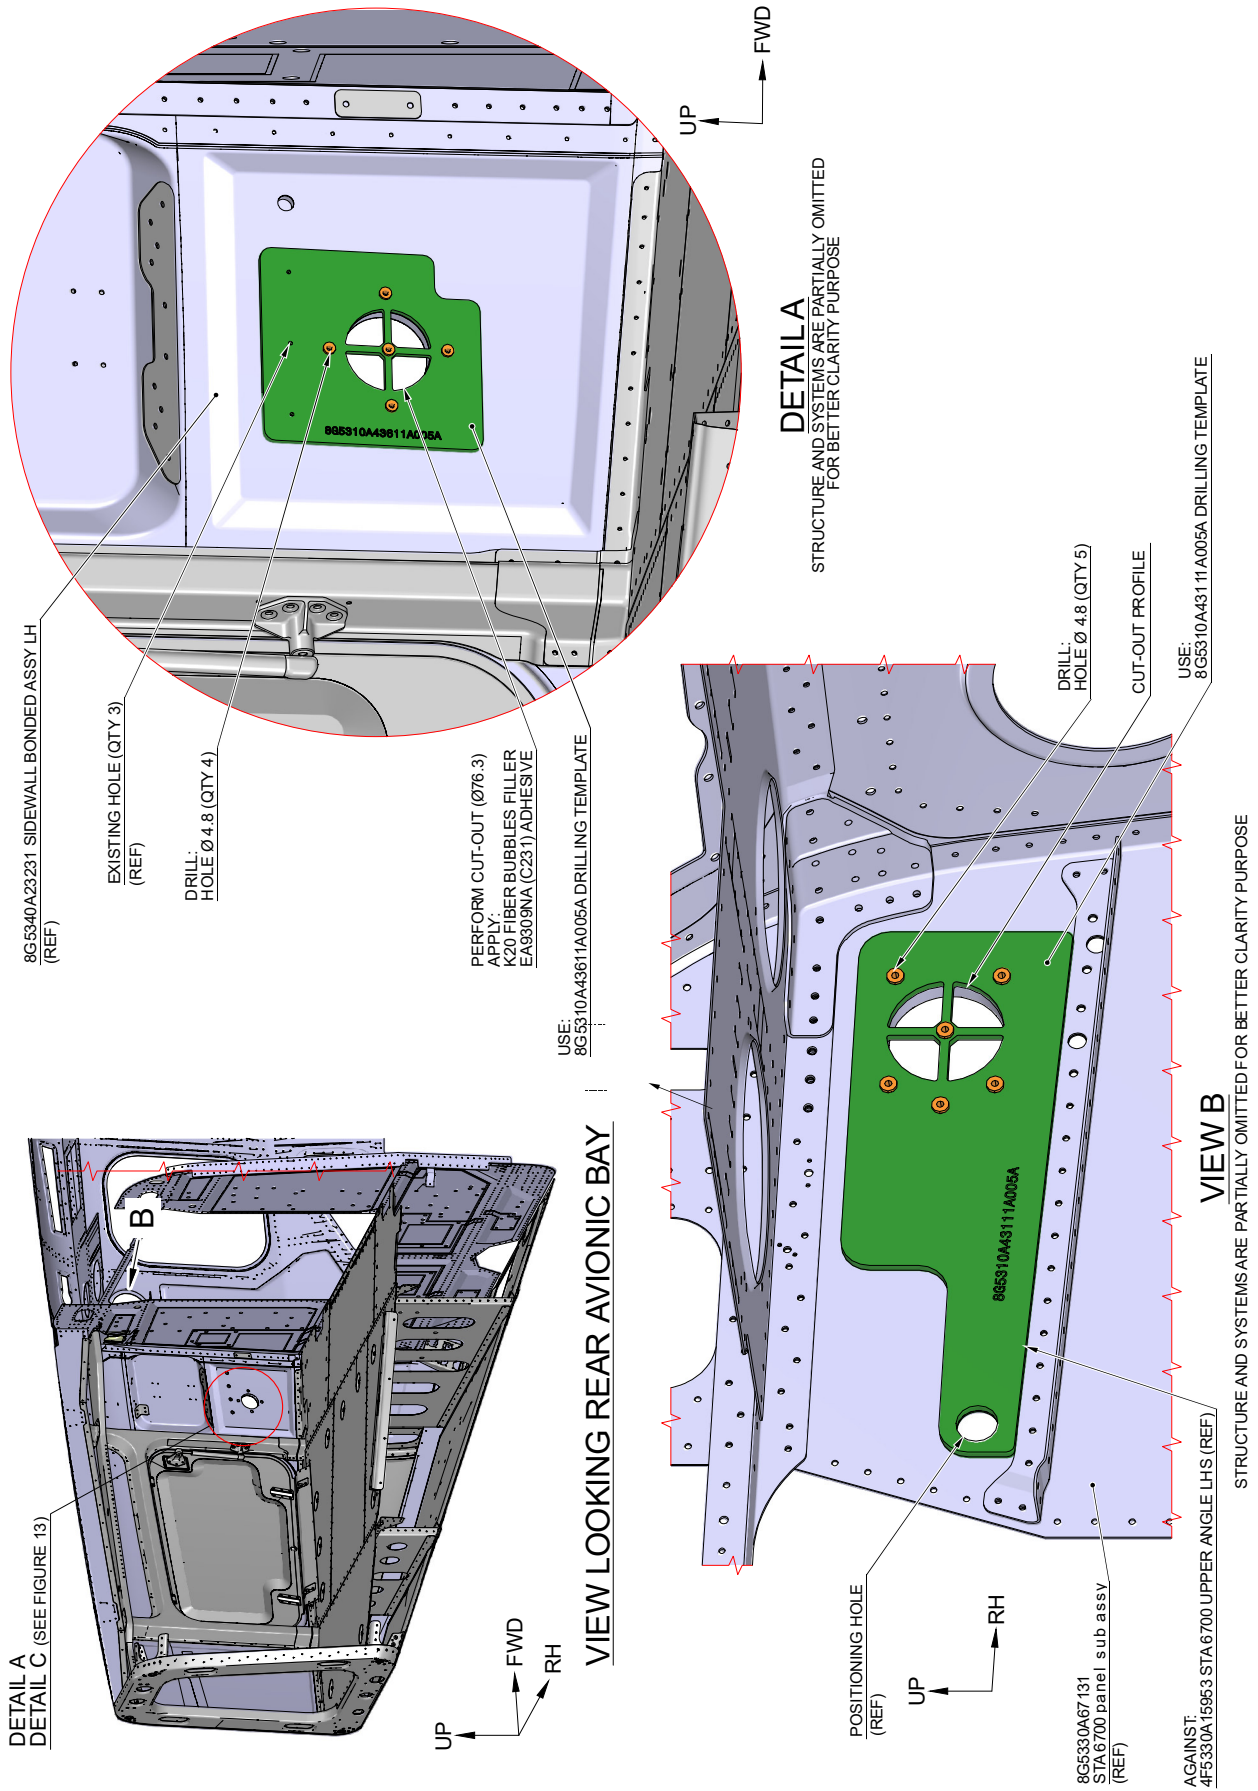 DETAIL A
DETAIL C (SEE FIGURE 13)
B
UP
FWD
RH
VIEW LOOKING REAR AVIONIC BAY
8G5340A23231 SIDEWALL BONDED ASSY LH
(REF)
EXISTING HOLE (QTY 3)
(REF)
DRILL:
HOLE Ø 4.8 (QTY 4)
PERFORM CUT-OUT (Ø76.3)
APPLY:
K20 FIBER BUBBLES FILLER
EA9309NA (C231) ADHESIVE
USE:
8G5310A43611A005A DRILLING TEMPLATE
8G5310A43611A005A
UP
FWD
DETAIL A
STRUCTURE AND SYSTEMS ARE PARTIALLY OMITTED
FOR BETTER CLARITY PURPOSE
POSITIONING HOLE
(REF)
UP
RH
8G5330A67131
STA 6700 panel sub assy
(REF)
AGAINST:
4F5330A15953 STA 6700 UPPER ANGLE LHS (REF)
8G5310A43111A005A
DRILL:
HOLE Ø 4.8 (QTY 5)
CUT-OUT PROFILE
USE:
8G5310A43111A005A DRILLING TEMPLATE
VIEW B
STRUCTURE AND SYSTEMS ARE PARTIALLY OMITTED FOR BETTER CLARITY PURPOSE